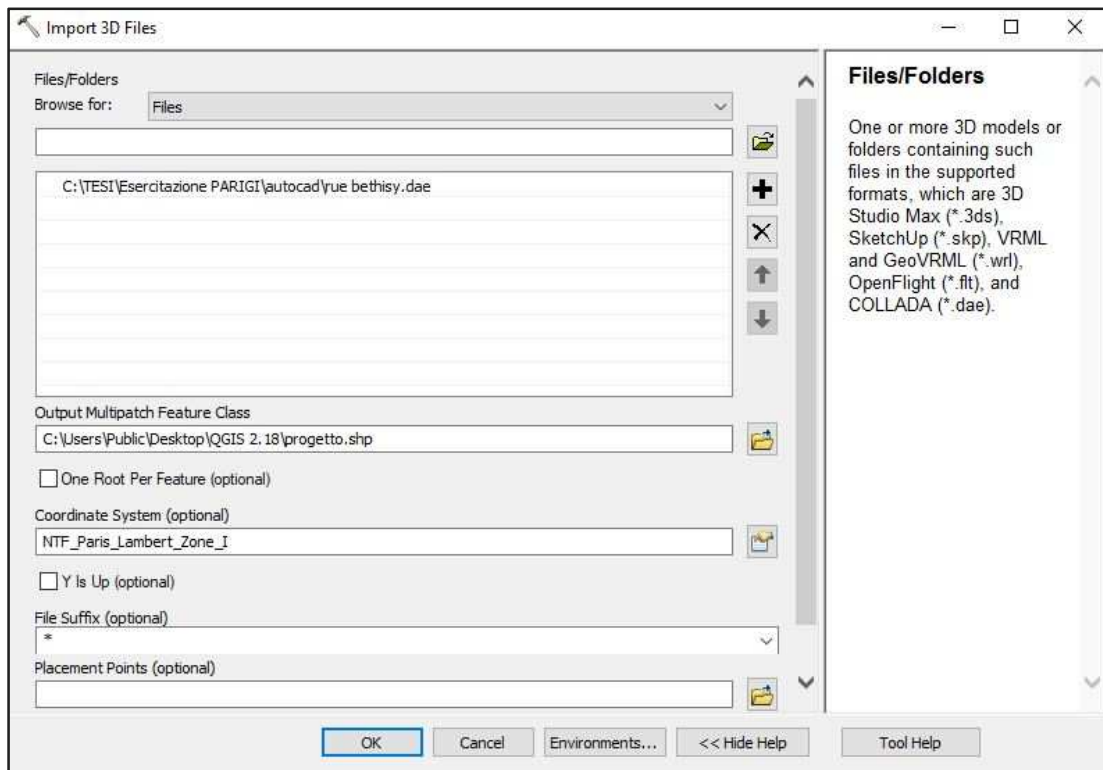 Import 3D Files
Files/Folders
Browse for:
Files
C:\TESI\Esercitazione PARIGI\autocad\rue bethisy.dae
Output Multipatch Feature Class
C:\Users\Public\Desktop\QGIS 2.18\progetto.shp
One Root Per Feature (optional)
Coordinate System (optional)
NTF_Paris_Lambert_Zone_I
Y Is Up (optional)
File Suffix (optional)
*
Placement Points (optional)
OK
Cancel
Environments...
<< Hide Help
Tool Help
Files/Folders
One or more 3D models or
folders containing such
files in the supported
formats, which are 3D
Studio Max (*.3ds),
SketchUp (*.skp), VRML
and GeoVRML (*.wrl),
OpenFlight (*.flt), and
COLLADA (*.dae).